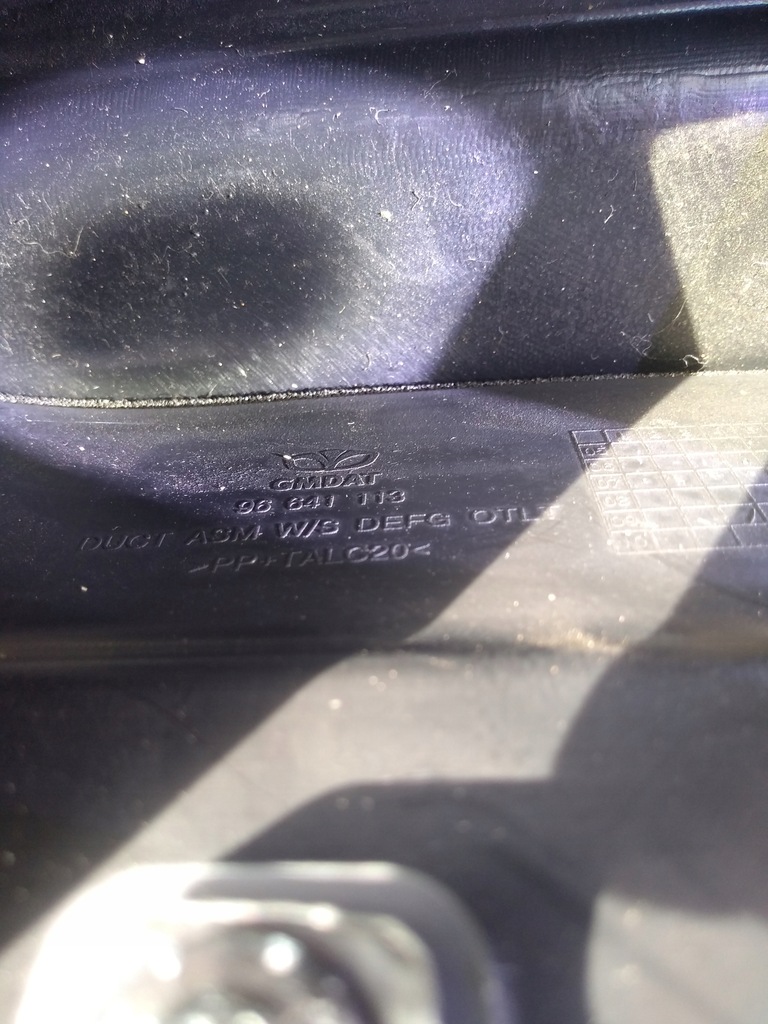 GMDAT
96 641 113
DUCT ASM W/S DEFG OTLT
>PP+TALC20<